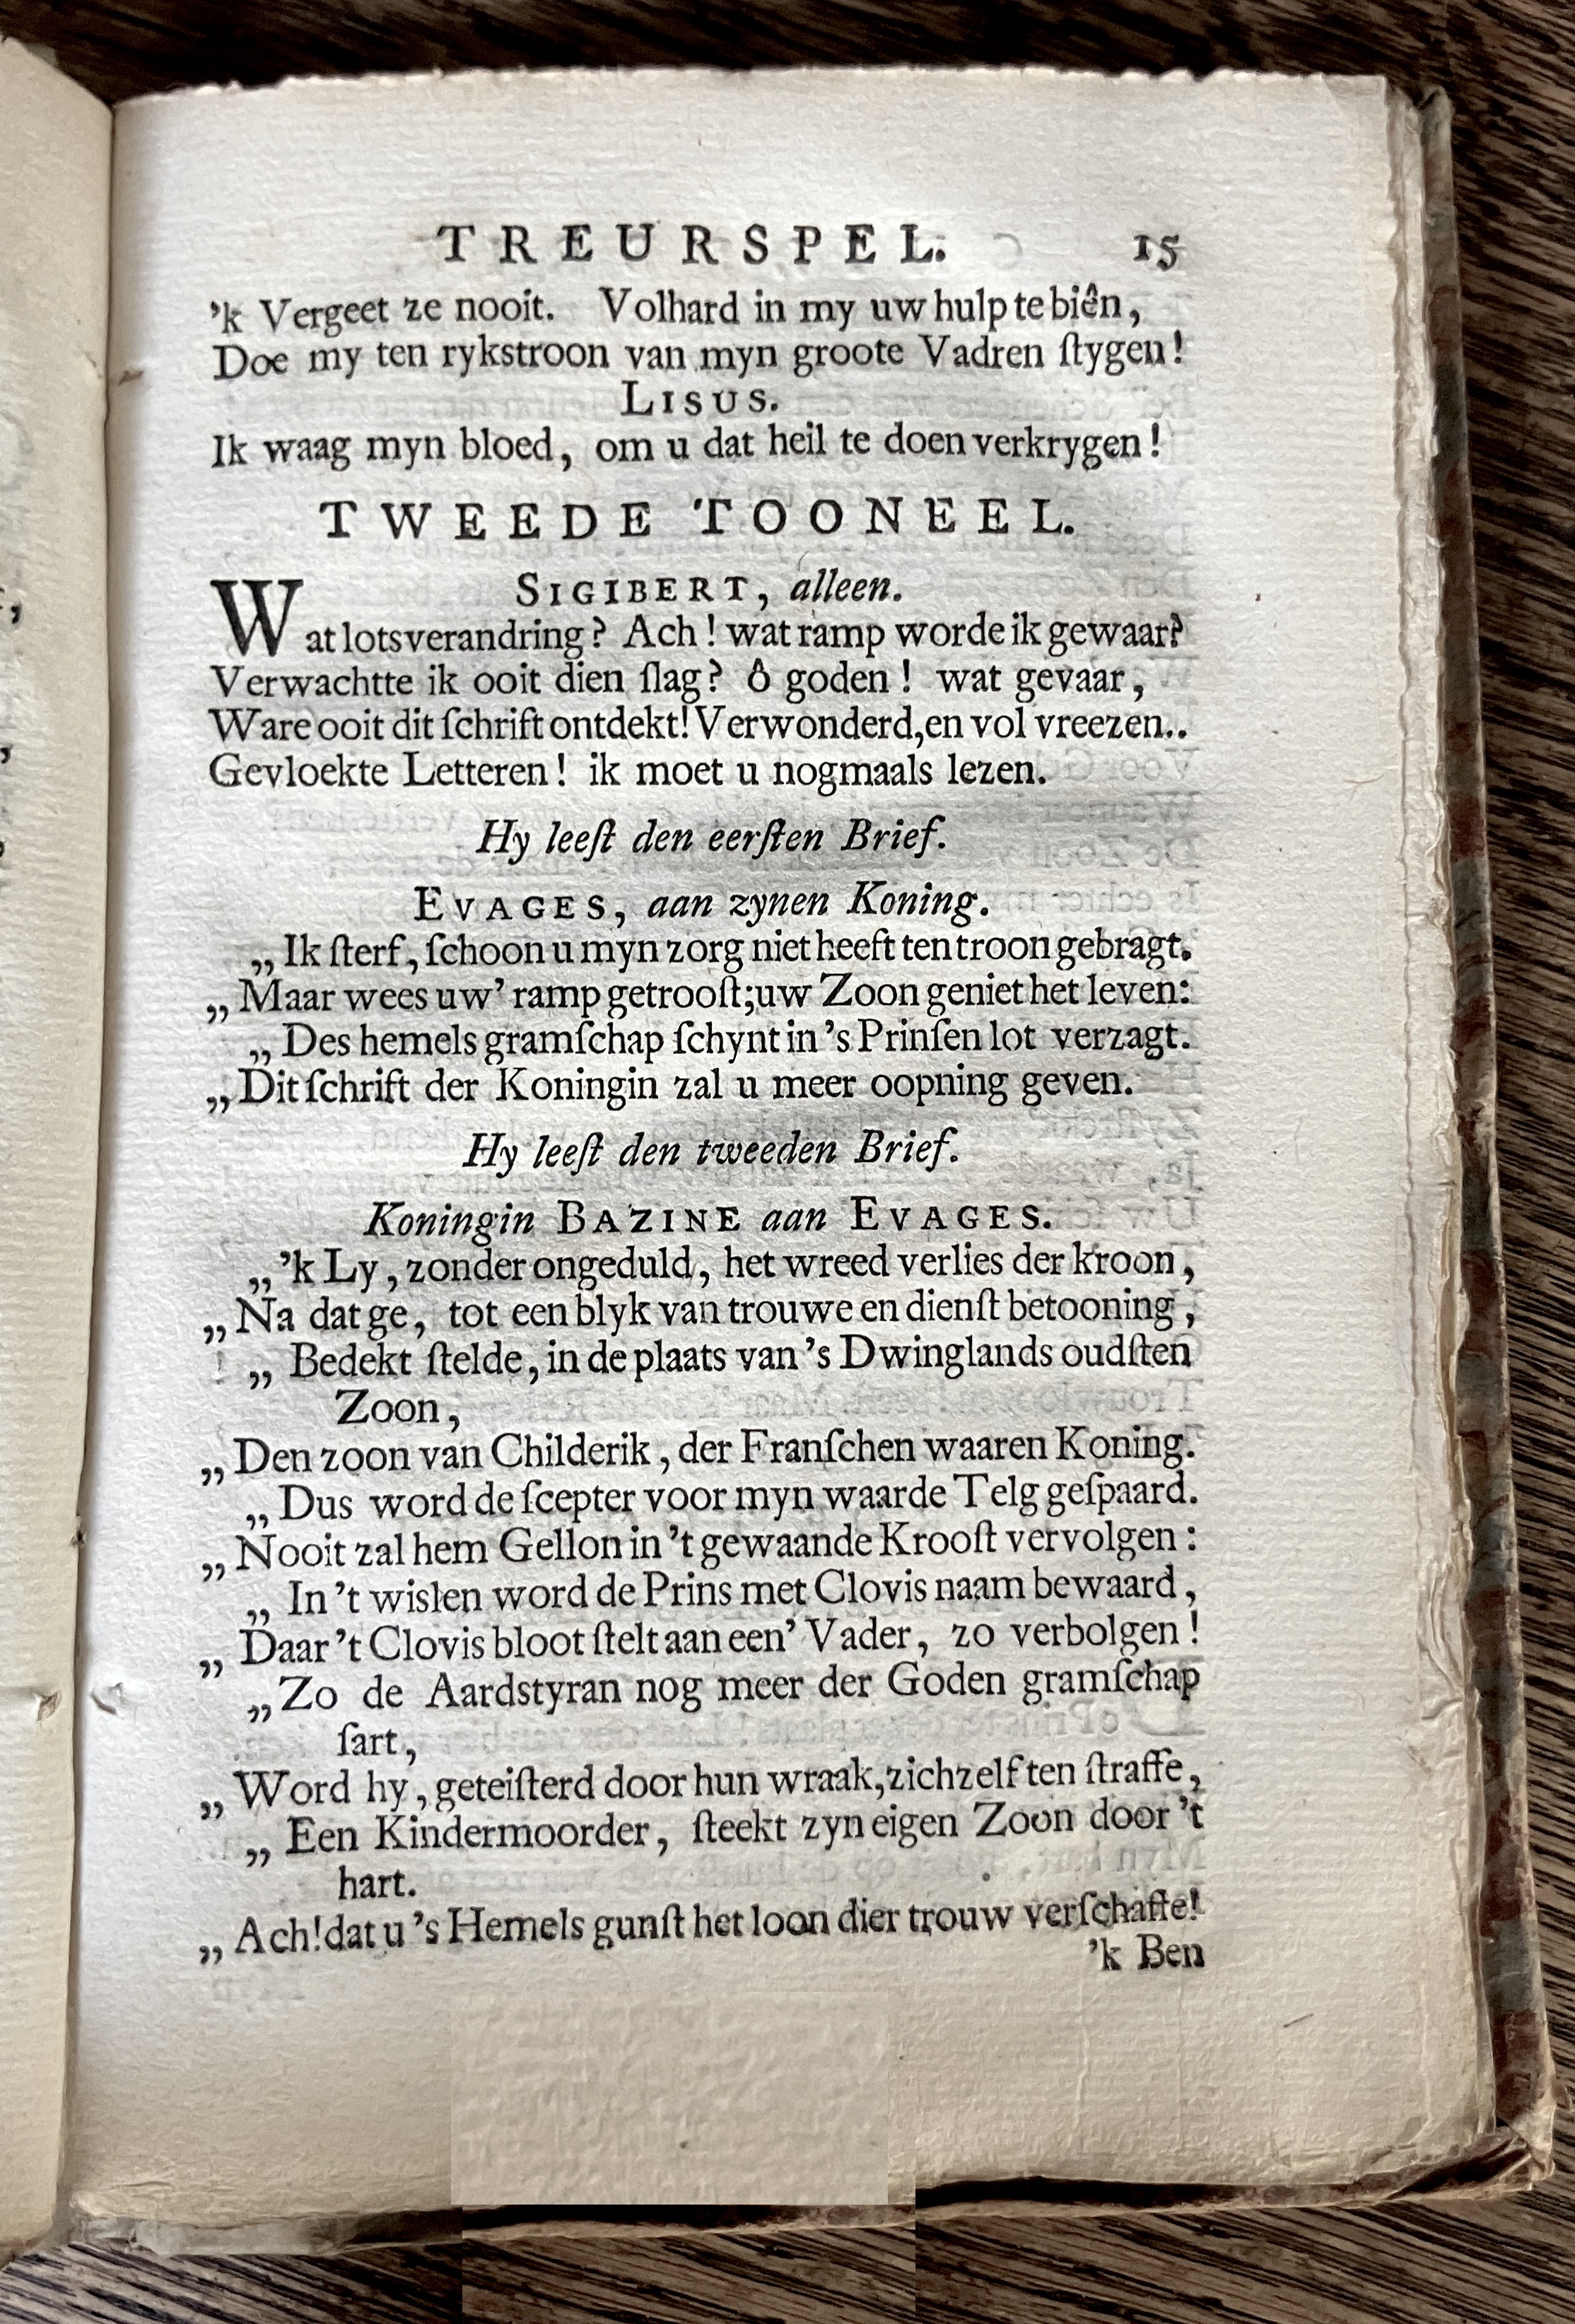 TREURSPEL. 15
’k Vergeet ze nooit. Volhard in my uw hulp te biên,
Doe my ten rykstroon van myn groote Vadren ſtygen!
LISUS.
Ik waag myn bloed, om u dat heil te doen verkrygen!
TWEEDE TOONEEL.
SIGIBERT, alleen.
Wat lotsverandring? Ach! wat ramp worde ik gewaar?
Verwachtte ik ooit dien ſlag? ô goden! wat gevaar,
Ware ooit dit ſchrift ontdekt! Verwonderd, en vol vreezen..
Gevloekte Letteren! ik moet u nogmaals lezen.
Hy leeſt den eerſten Brief.
EVAGES, aan zynen Koning.
„Ik ſterf, ſchoon u myn zorg niet heeft ten troon gebragt.
„Maar wees uw’ ramp getrooſt; uw Zoon geniet het leven:
„Des hemels gramſchap ſchynt in ’s Prinſen lot verzagt.
„Dit ſchrift der Koningin zal u meer oopning geven.
Hy leeſt den tweeden Brief.
Koningin BAZINE aan EVAGES.
„’k Ly, zonder ongeduld, het wreed verlies der kroon,
„Na dat ge, tot een blyk van trouwe en dienſt betooning,
„Bedekt ſtelde, in de plaats van ’s Dwinglands oudſten
Zoon,
„Den zoon van Childerik, der Franſchen waaren Koning.
„Dus word de ſcepter voor myn waarde Telg geſpaard.
„Nooit zal hem Gellon in ’t gewaande Krooſt vervolgen:
„In ’t wislen word de Prins met Clovis naam bewaard,
„Daar ’t Clovis bloot ſtelt aan een’ Vader, zo verbolgen!
„Zo de Aardstyran nog meer der Goden gramſchap
ſart,
„Word hy, geteiſterd door hun wraak, zichzelf ten ſtraffe,
„Een Kindermoorder, ſteekt zyn eigen Zoon door ’t
hart.
„Ach! dat u ’s Hemels gunſt het loon dier trouw verſchaffe!
’k Ben